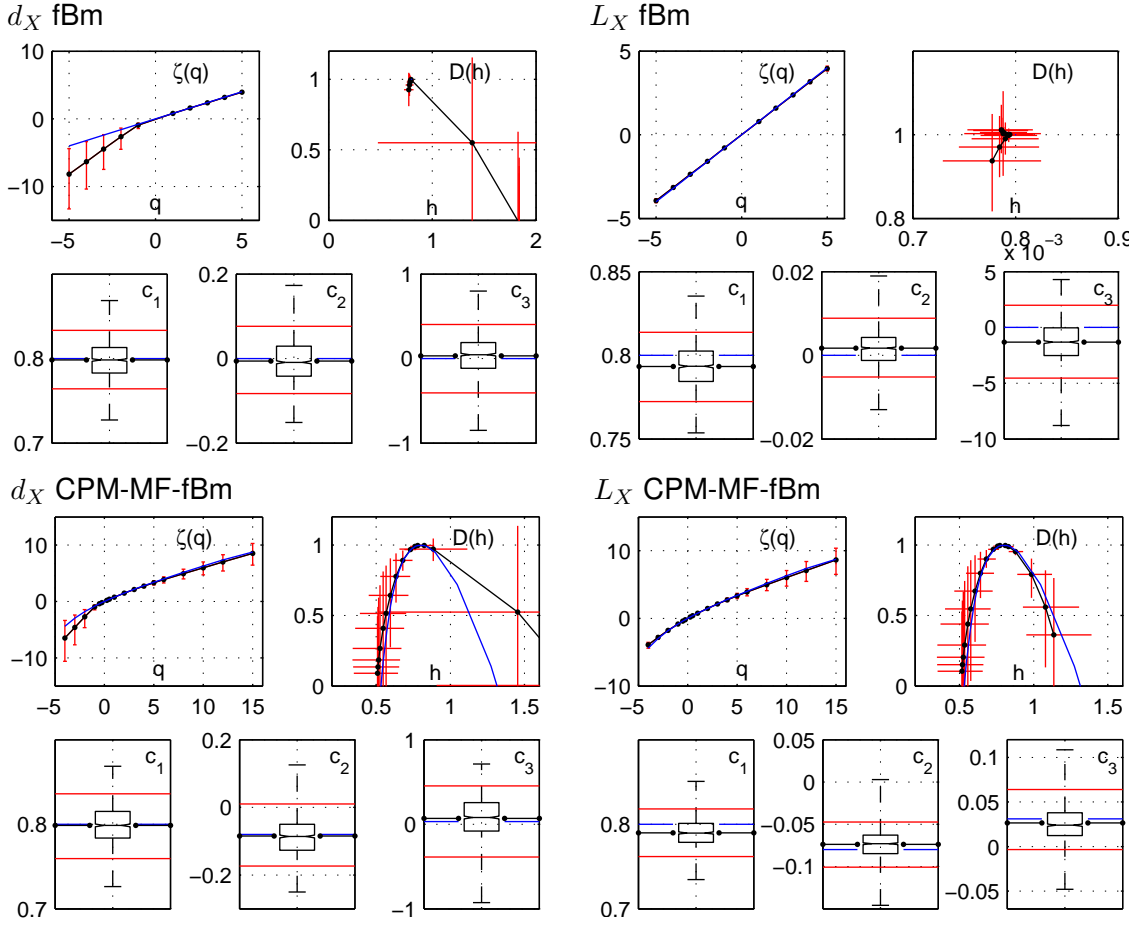 d_X fBm
L_X fBm
ζ(q)
10
0
−10
−5
0
5
q
D(h)
1
0.5
0
0
1
2
h
ζ(q)
5
0
−5
−5
0
5
q
D(h)
1
0.8
0.7
0.8
0.9
h
x 10^−3
c_1
0.8
0.7
c_2
0.2
0
−0.2
c_3
1
0
−1
c_1
0.85
0.8
0.75
c_2
0.02
0
−0.02
c_3
5
0
−5
−10
d_X CPM-MF-fBm
L_X CPM-MF-fBm
ζ(q)
10
0
−10
−5
0
5
10
15
q
D(h)
1
0.5
0
0.5
1
1.5
h
ζ(q)
10
0
−10
−5
0
5
10
15
q
D(h)
1
0.5
0
0.5
1
1.5
h
c_1
0.8
0.7
c_2
0.2
0
−0.2
c_3
1
0
−1
c_1
0.8
0.7
c_2
0.05
0
−0.05
−0.1
c_3
0.1
0.05
0
−0.05